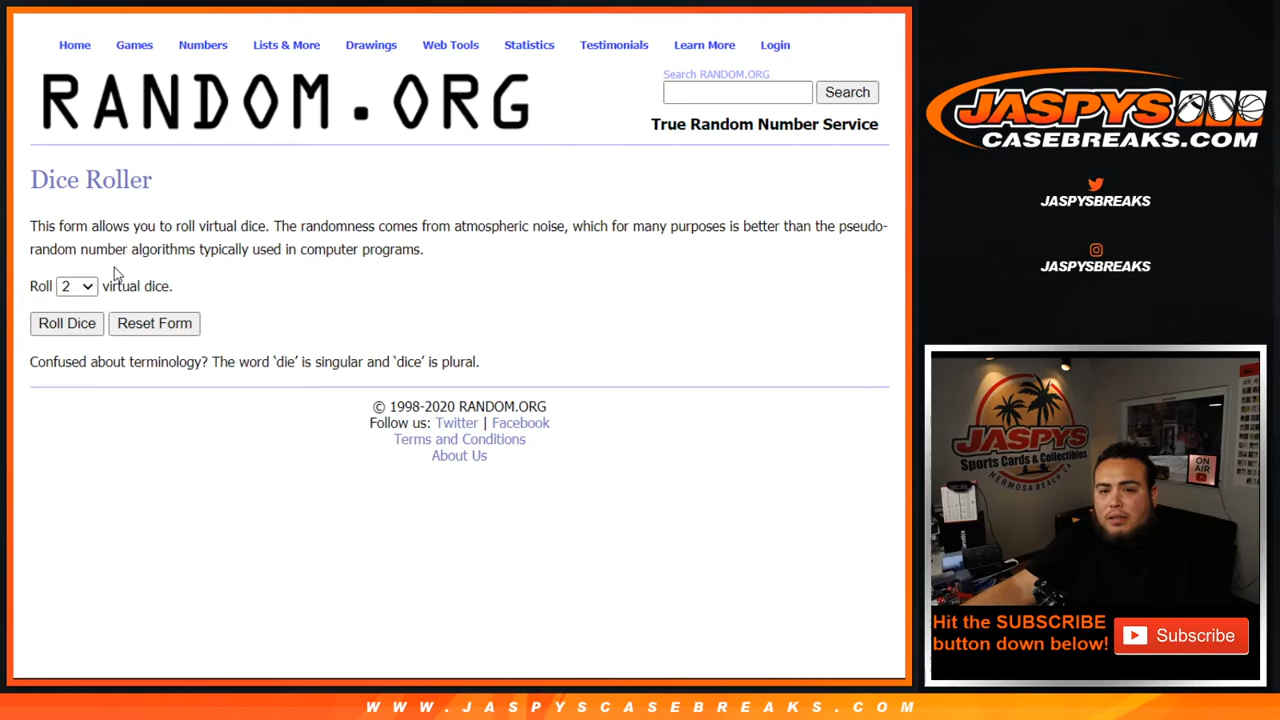 Home Games Numbers Lists & More Drawings Web Tools Statistics Testimonials Learn More Login
RANDOM.ORG
Search RANDOM.ORG
Search
True Random Number Service
Dice Roller
This form allows you to roll virtual dice. The randomness comes from atmospheric noise, which for many purposes is better than the pseudo-
random number algorithms typically used in computer programs.
Roll 2 virtual dice.
Roll Dice Reset Form
Confused about terminology? The word ‘die’ is singular and ‘dice’ is plural.
© 1998-2020 RANDOM.ORG
Follow us: Twitter | Facebook
Terms and Conditions
About Us
JASPYS
CASEBREAKS.COM
JASPYSBREAKS
JASPYSBREAKS
JASPYS
Sports Cards & Collectibles
HERMOSA BEACH, CA
ON
AIR
Hit the SUBSCRIBE
button down below!
Subscribe
WWW.JASPYSCASEBREAKS.COM